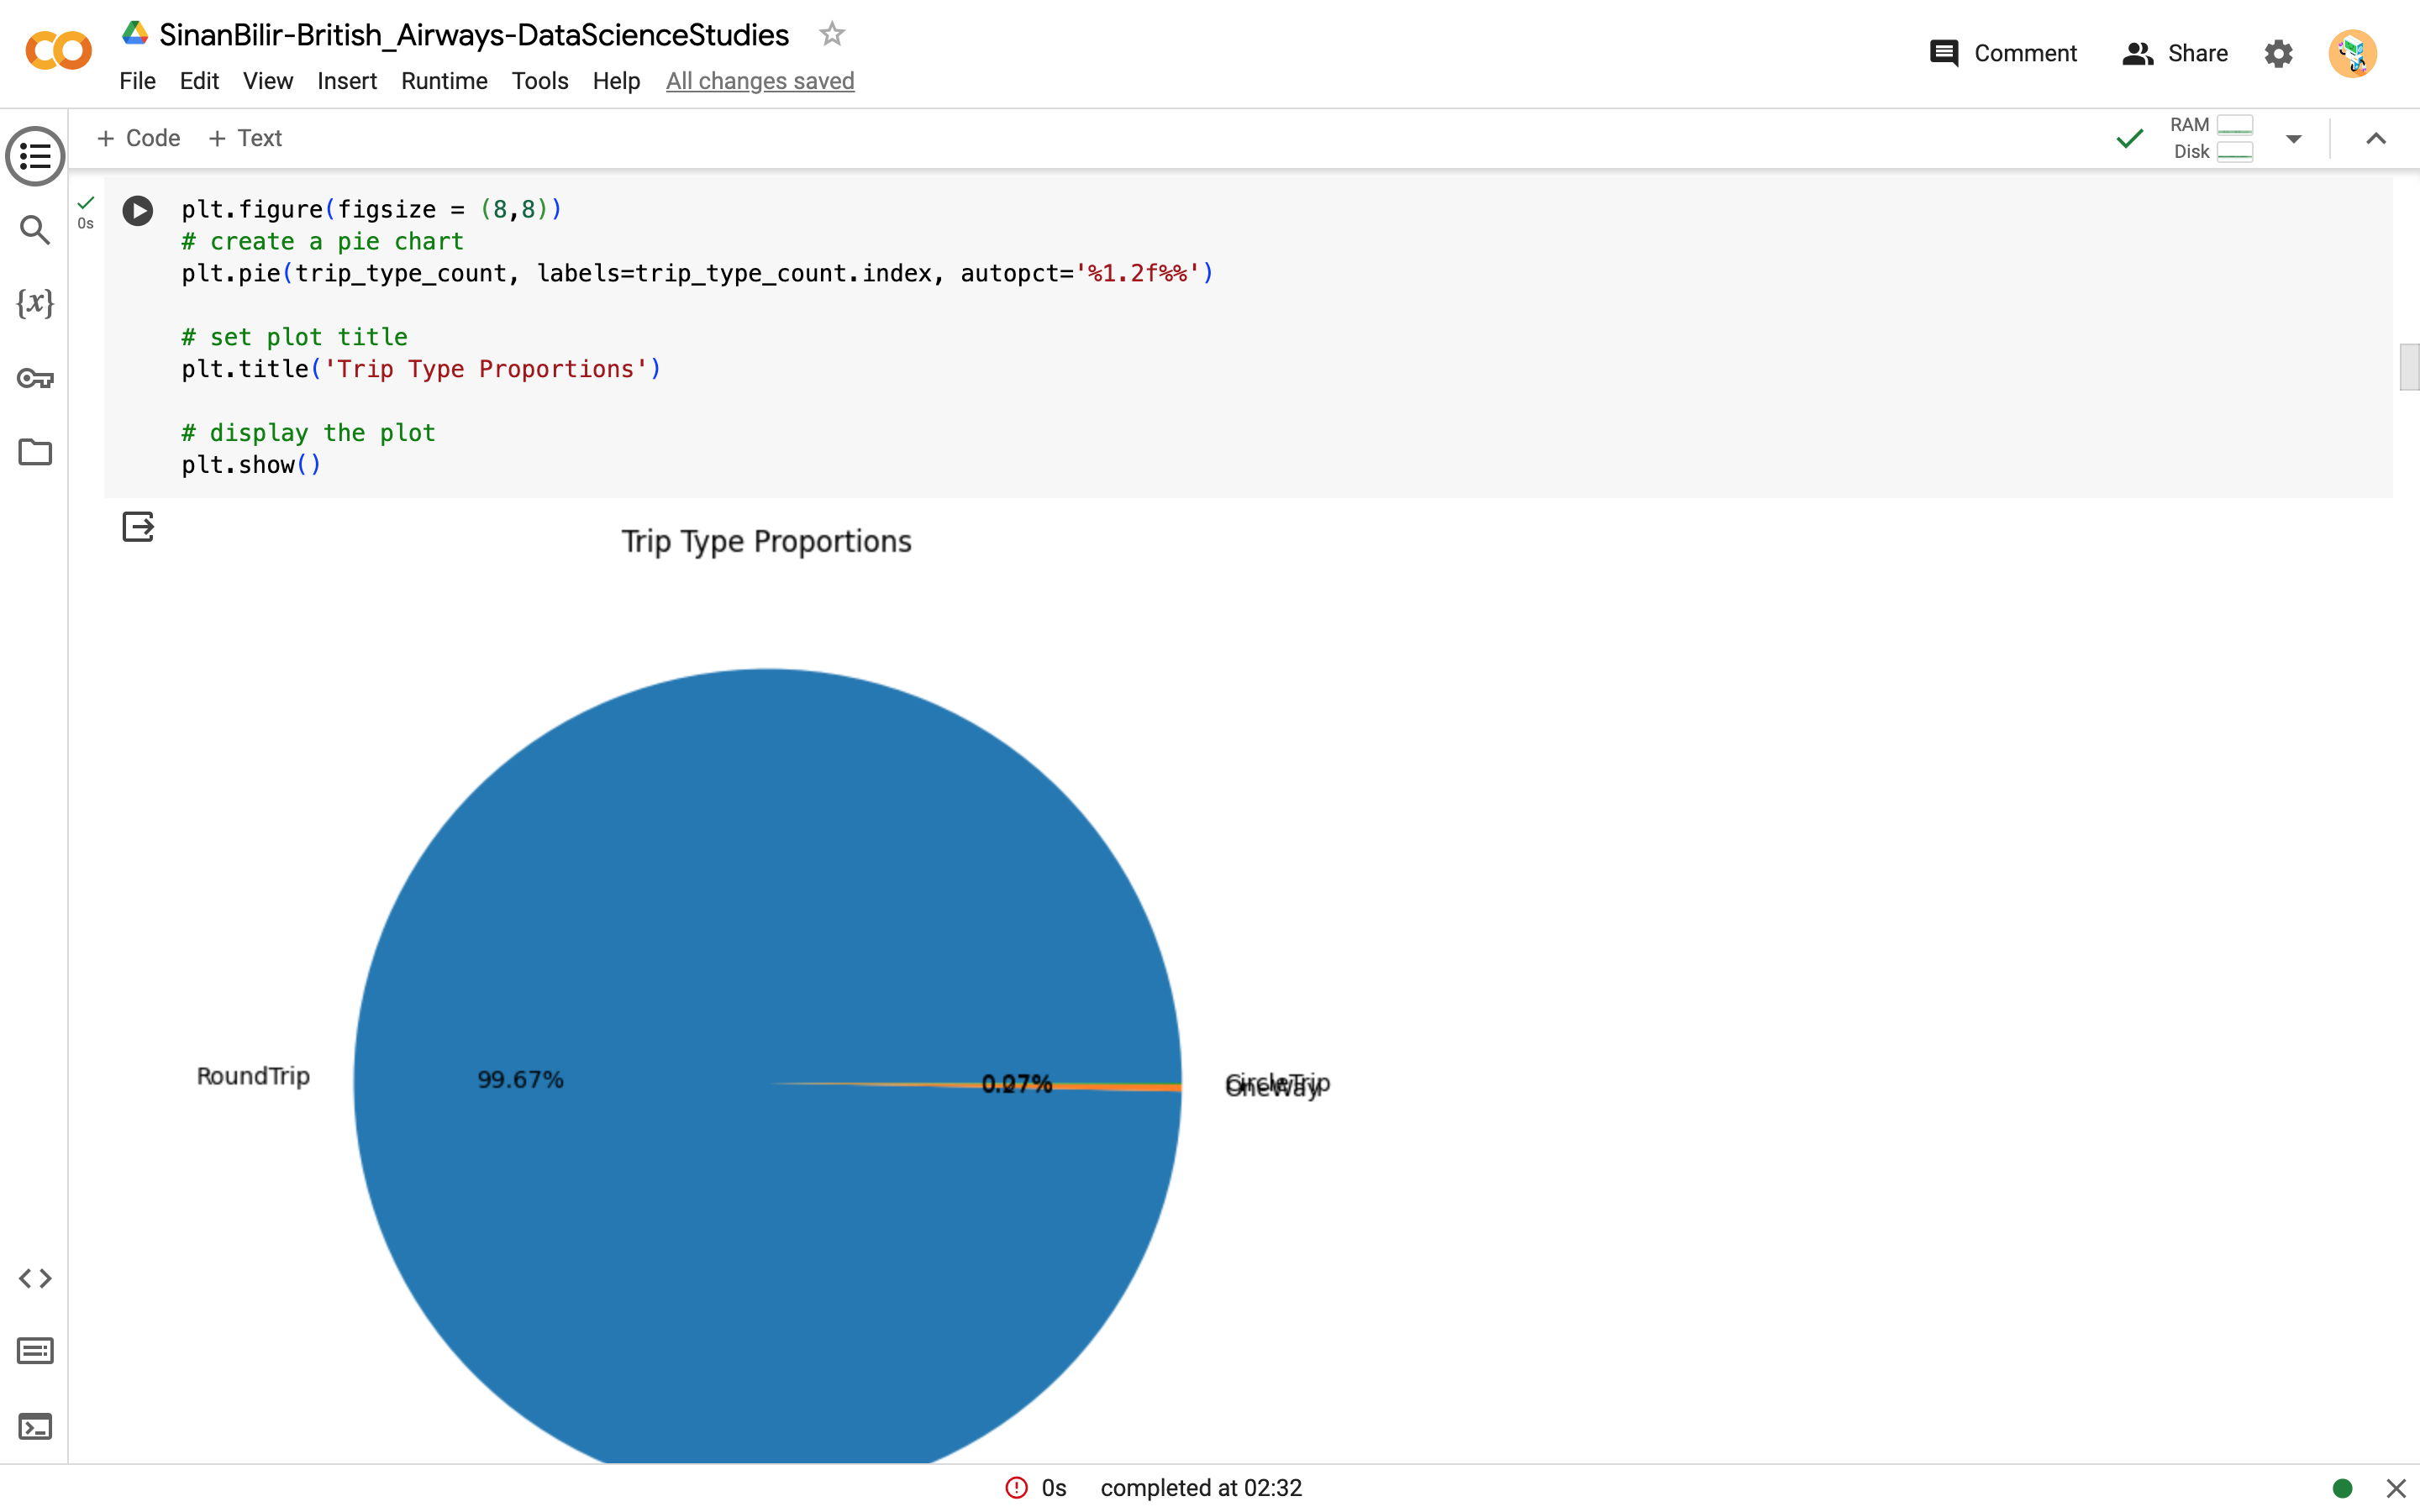 SinanBilir-British_Airways-DataScienceStudies
File Edit View Insert Runtime Tools Help All changes saved
Comment Share
+ Code + Text
RAM
Disk
0s
plt.figure(figsize = (8,8))
# create a pie chart
plt.pie(trip_type_count, labels=trip_type_count.index, autopct='%1.2f%%')
# set plot title
plt.title('Trip Type Proportions')
# display the plot
plt.show()
Trip Type Proportions
RoundTrip
99.67%
CircleTrip
OneWay
{x}
0s completed at 02:32